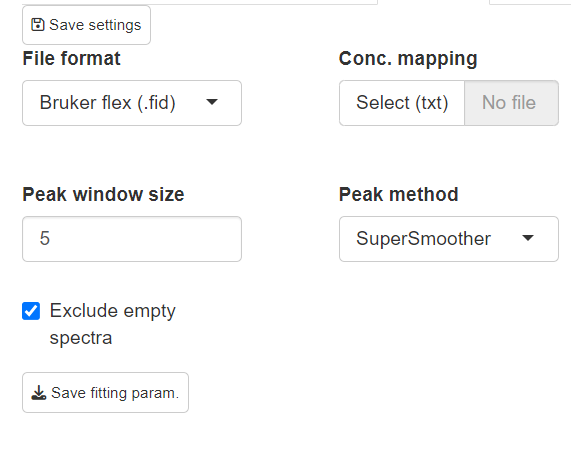 Save settings
File format
Conc. mapping
Bruker flex (.fid)
Select (txt)
No file
Peak window size
Peak method
5
SuperSmoother
Exclude empty
spectra
Save fitting param.